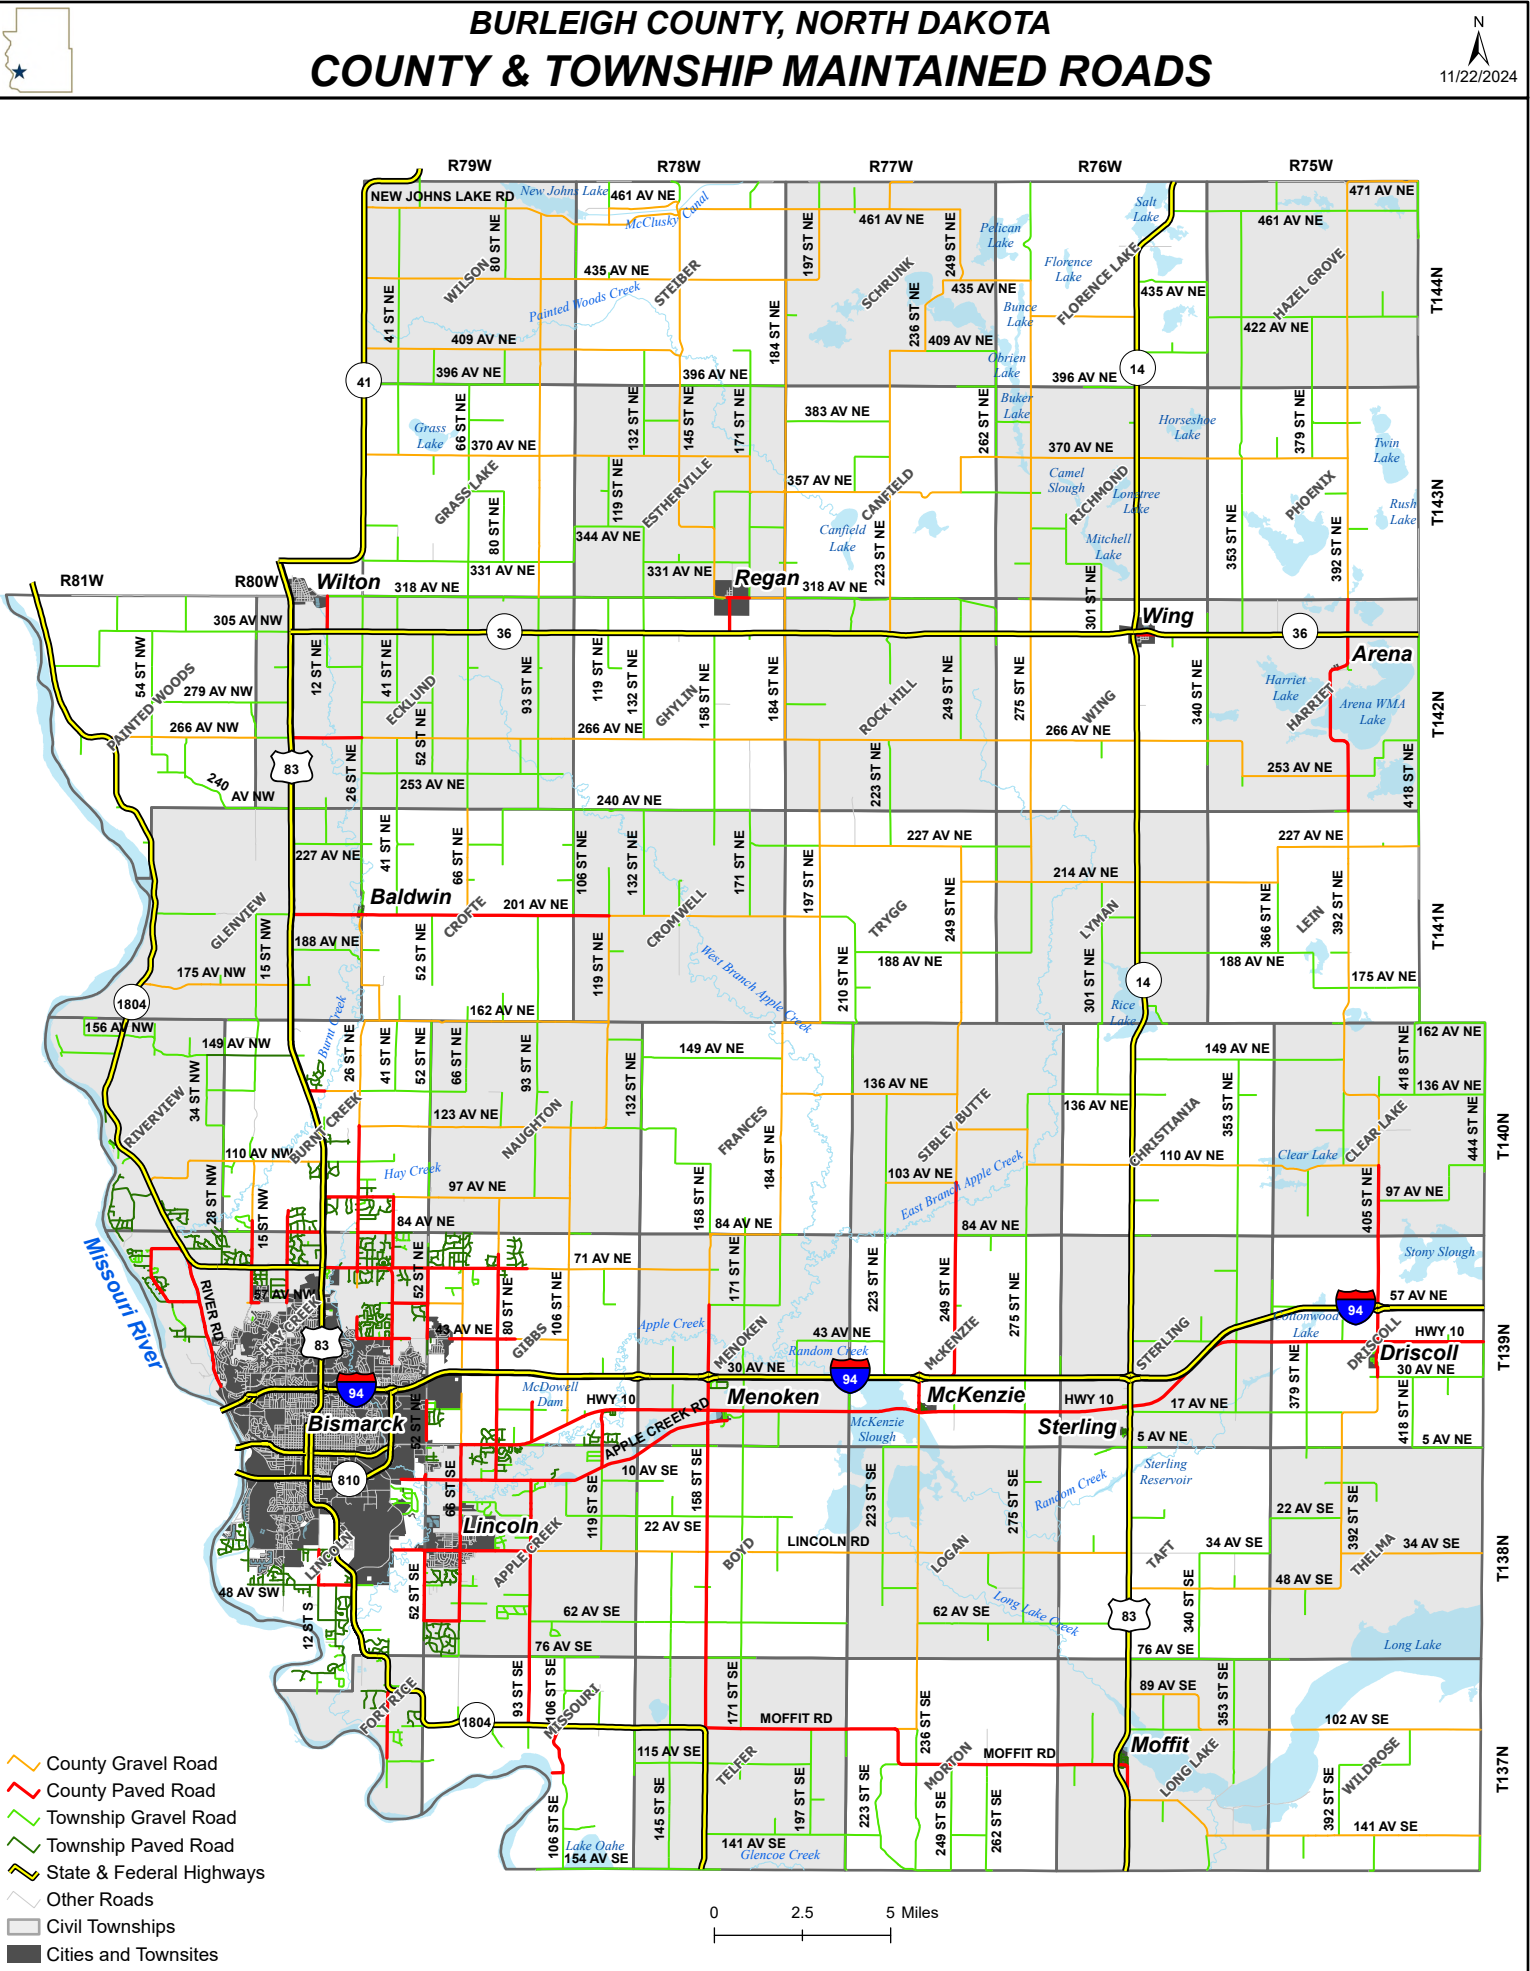 BURLEIGH COUNTY, NORTH DAKOTA
COUNTY & TOWNSHIP MAINTAINED ROADS
N
11/22/2024
R79W R78W R77W R76W R75W
NEW JOHNS LAKE RD
New Johns Lake
461 AV NE
McClusky Canal
461 AV NE
Salt Lake
471 AV NE
461 AV NE
80 ST NE
WILSON
435 AV NE
STEIBER
197 ST NE
SCHRUNK
249 ST NE
Pelican Lake
Florence Lake
FLORENCE LAKE
HAZEL GROVE
T144N
Painted Woods Creek
435 AV NE
435 AV NE
41 ST NE
236 ST NE
Bunce Lake
422 AV NE
184 ST NE
409 AV NE
409 AV NE
Obrien Lake
41
396 AV NE
396 AV NE
396 AV NE
14
Grass Lake
66 ST NE
132 ST NE
145 ST NE
171 ST NE
383 AV NE
262 ST NE
Buker Lake
Horseshoe Lake
379 ST NE
Twin Lake
370 AV NE
370 AV NE
GRASS LAKE
119 ST NE
ESTHERVILLE
357 AV NE
CANFIELD
Camel Slough
RICHMOND
Lonetree Lake
PHOENIX
Rush Lake
T143N
80 ST NE
344 AV NE
Canfield Lake
223 ST NE
Mitchell Lake
353 ST NE
392 ST NE
331 AV NE
331 AV NE
R81W
R80W
Wilton
318 AV NE
Regan
318 AV NE
301 ST NE
Wing
305 AV NW
36
36
Arena
54 ST NW
PAINTED WOODS
279 AV NW
266 AV NW
12 ST NE
41 ST NE
ECKLUND
52 ST NE
93 ST NE
119 ST NE
132 ST NE
GHYLIN
158 ST NE
184 ST NE
ROCK HILL
249 ST NE
275 ST NE
WING
340 ST NE
Harriet Lake
HARRIET
Arena WMA Lake
T142N
266 AV NE
266 AV NE
83
240 AV NW
26 ST NE
253 AV NE
223 ST NE
253 AV NE
418 ST NE
240 AV NE
227 AV NE
227 AV NE
227 AV NE
41 ST NE
66 ST NE
106 ST NE
132 ST NE
171 ST NE
197 ST NE
214 AV NE
Baldwin
201 AV NE
GLENVIEW
CROFTE
CROMWELL
TRYGG
249 ST NE
LYMAN
366 ST NE
LEIN
392 ST NE
T141N
15 ST NW
188 AV NE
52 ST NE
119 ST NE
West Branch Apple Creek
210 ST NE
188 AV NE
188 AV NE
175 AV NW
301 ST NE
14
175 AV NE
1804
162 AV NE
Rice Lake
156 AV NW
149 AV NW
Burnt Creek
26 ST NE
41 ST NE
52 ST NE
66 ST NE
93 ST NE
132 ST NE
149 AV NE
149 AV NE
162 AV NE
418 ST NE
136 AV NE
34 ST NW
RIVERVIEW
BURNT CREEK
123 AV NE
NAUGHTON
FRANCES
136 AV NE
SIBLEY BUTTE
136 AV NE
CHRISTIANIA
353 ST NE
CLEAR LAKE
444 ST NE
T140N
110 AV NW
Hay Creek
184 ST NE
110 AV NE
Clear Lake
28 ST NW
15 ST NW
97 AV NE
158 ST NE
103 AV NE
East Branch Apple Creek
97 AV NE
405 ST NE
84 AV NE
84 AV NE
84 AV NE
Missouri River
RIVER RD
57 AV NW
52 ST NE
71 AV NE
171 ST NE
223 ST NE
249 ST NE
275 ST NE
Stony Slough
57 AV NE
94
HAY CREEK
43 AV NE
80 ST NE
GIBBS
106 ST NE
Apple Creek
MENOKEN
43 AV NE
Random Creek
McKENZIE
STERLING
Cottonwood Lake
HWY 10
DRISCOLL
Driscoll
T139N
83
94
30 AV NE
94
30 AV NE
McDowell Dam
HWY 10
Menoken
McKenzie
HWY 10
17 AV NE
379 ST NE
418 ST NE
Bismarck
52 ST NE
APPLE CREEK RD
McKenzie Slough
Sterling
5 AV NE
5 AV NE
810
66 ST SE
10 AV SE
158 ST SE
119 ST SE
223 ST SE
275 ST SE
Random Creek
Sterling Reservoir
Lincoln
22 AV SE
22 AV SE
392 ST SE
LINCOLN
APPLE CREEK
BOYD
LINCOLN RD
LOGAN
TAFT
34 AV SE
THELMA
34 AV SE
T138N
48 AV SW
52 ST SE
48 AV SE
12 ST S
62 AV SE
62 AV SE
Long Lake Creek
83
340 ST SE
76 AV SE
76 AV SE
Long Lake
FORT RICE
93 ST SE
106 ST SE
MISSOURI
171 ST SE
236 ST SE
89 AV SE
353 ST SE
1804
MOFFIT RD
102 AV SE
115 AV SE
TELFER
MORTON
MOFFIT RD
Moffit
LONG LAKE
WILDROSE
T137N
106 ST SE
145 ST SE
197 ST SE
223 ST SE
249 ST SE
262 ST SE
392 ST SE
141 AV SE
141 AV SE
Lake Oahe
154 AV SE
Glencoe Creek
County Gravel Road
County Paved Road
Township Gravel Road
Township Paved Road
State & Federal Highways
Other Roads
Civil Townships
Cities and Townsites
0 2.5 5 Miles